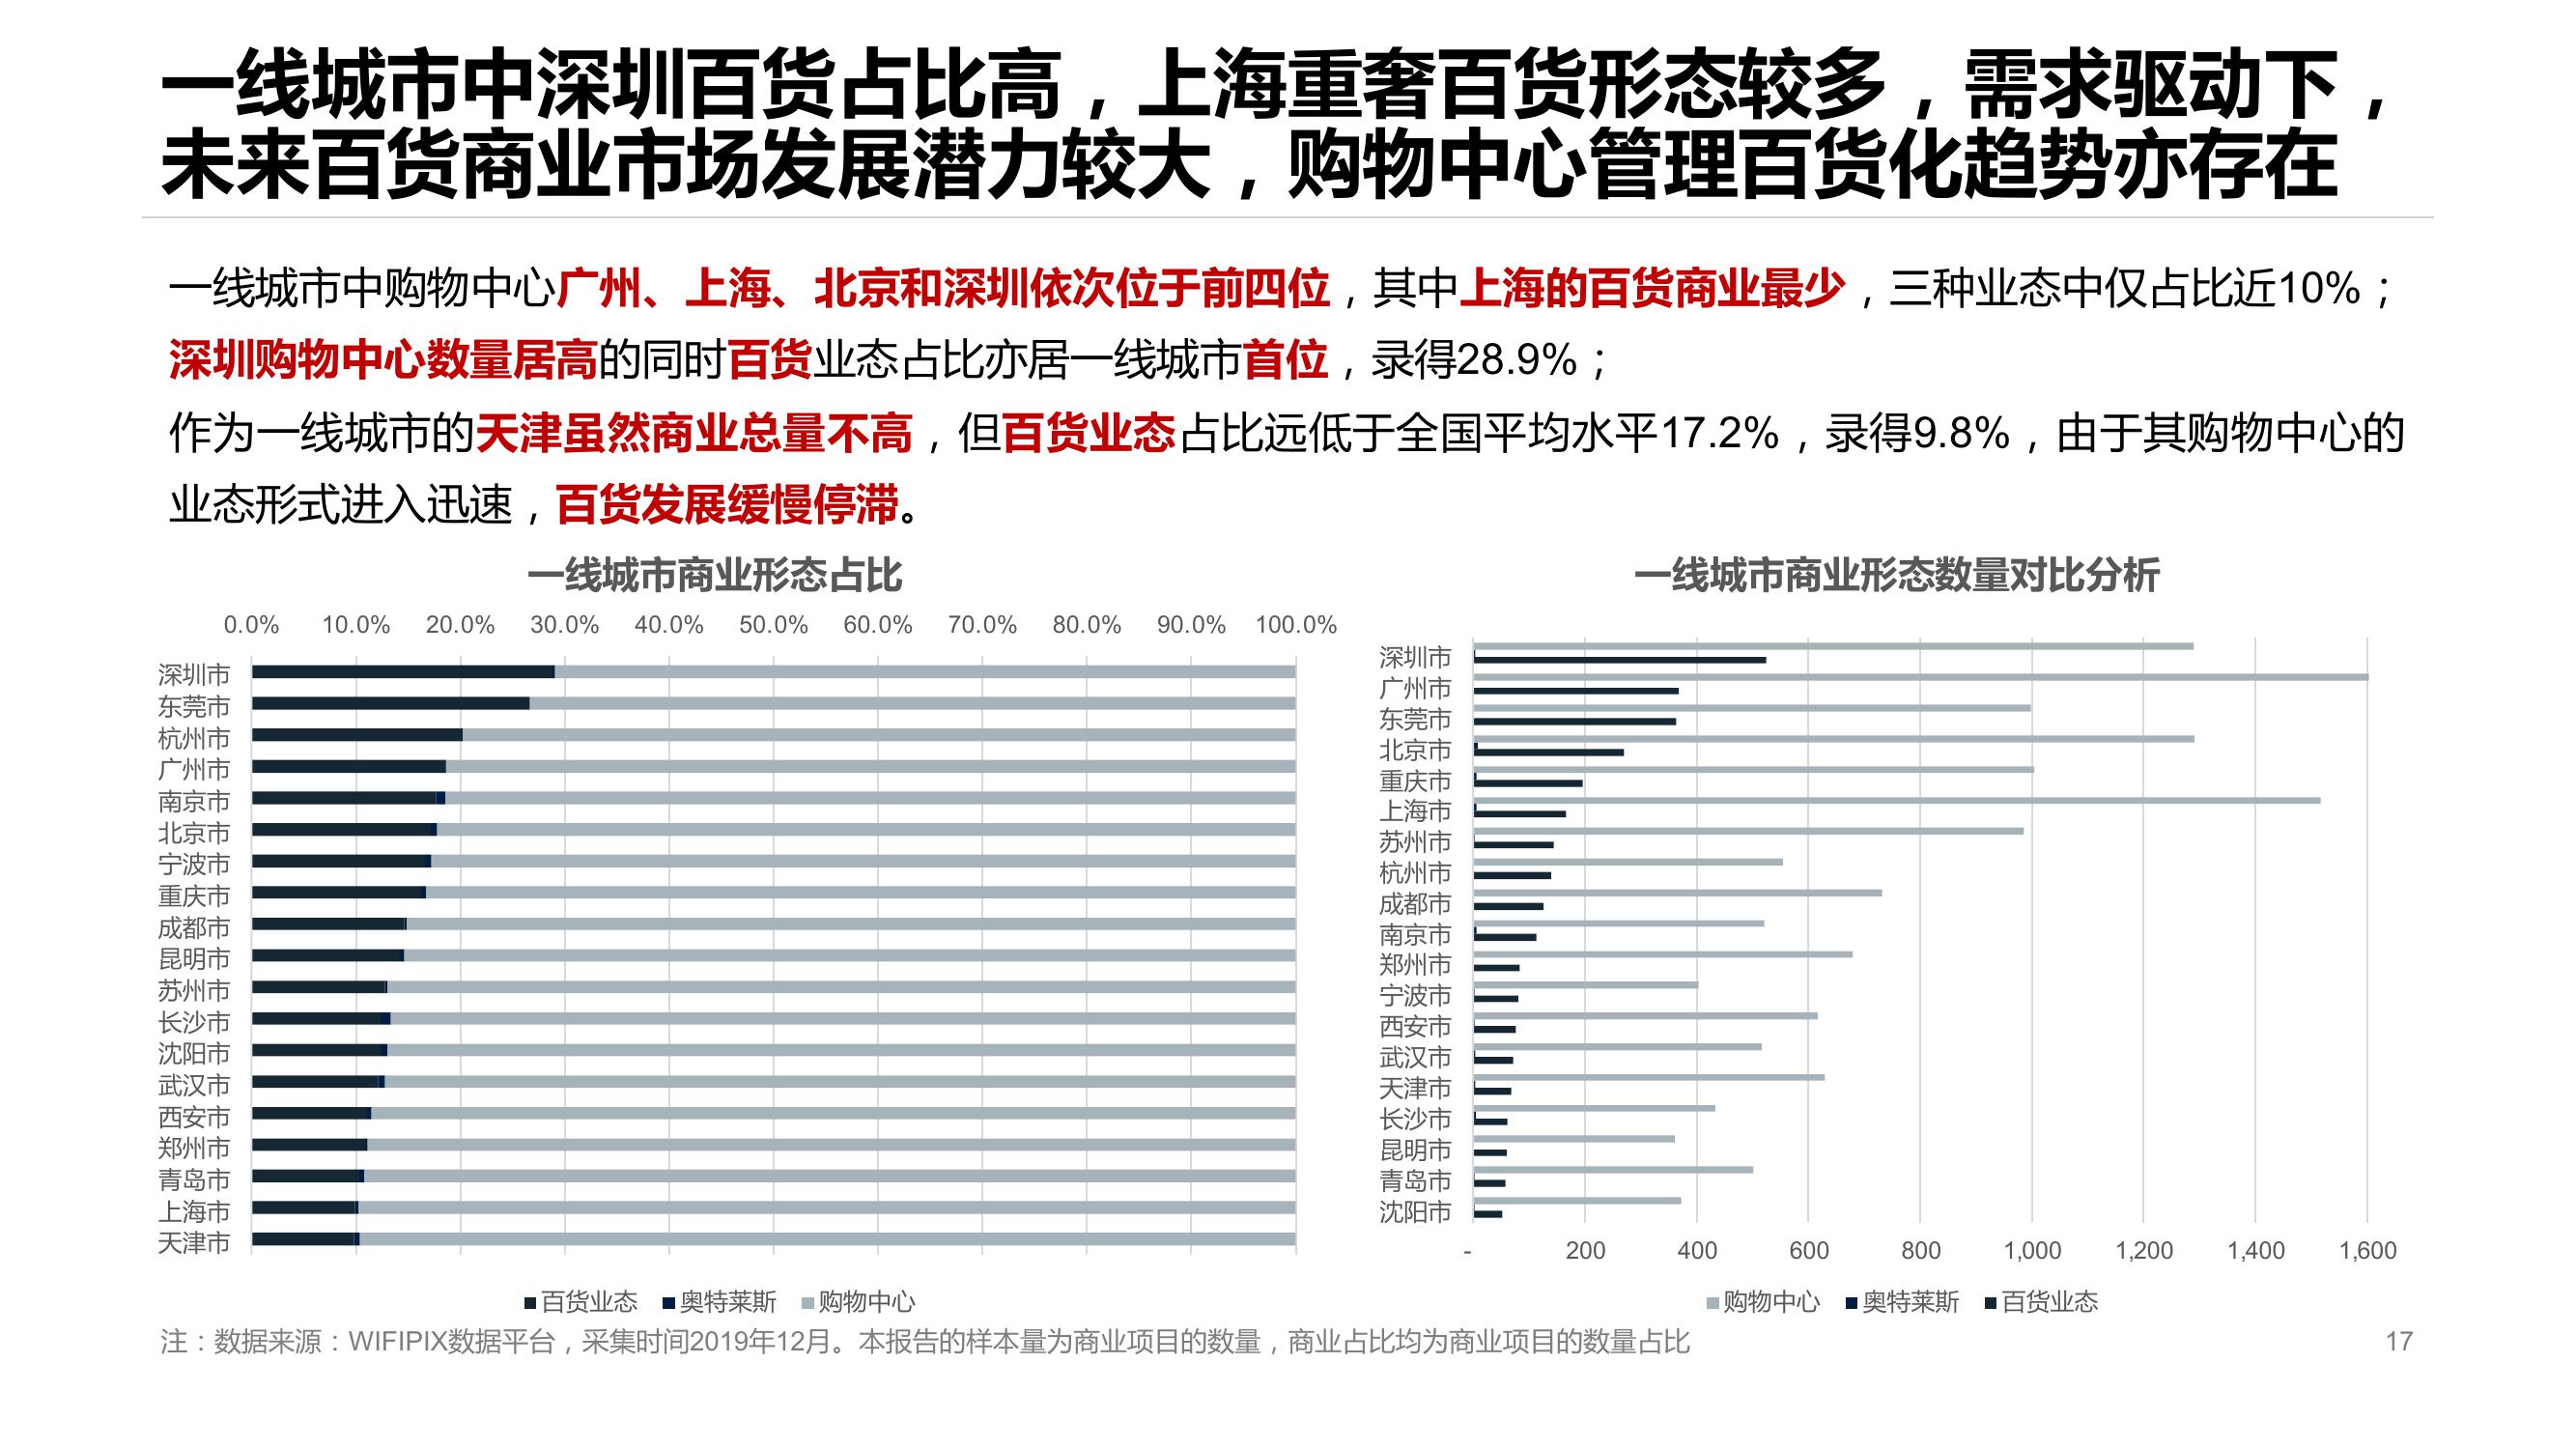 一线城市中深圳百货占比高，上海重奢百货形态较多，需求驱动下，
未来百货商业市场发展潜力较大，购物中心管理百货化趋势亦存在
一线城市中购物中心广州、上海、北京和深圳依次位于前四位，其中上海的百货商业最少，三种业态中仅占比近10%；
深圳购物中心数量居高的同时百货业态占比亦居一线城市首位，录得28.9%；
作为一线城市的天津虽然商业总量不高，但百货业态占比远低于全国平均水平17.2%，录得9.8%，由于其购物中心的
业态形式进入迅速，百货发展缓慢停滞。
一线城市商业形态占比
0.0% 10.0% 20.0% 30.0% 40.0% 50.0% 60.0% 70.0% 80.0% 90.0% 100.0%
深圳市
东莞市
杭州市
广州市
南京市
北京市
宁波市
重庆市
成都市
昆明市
苏州市
长沙市
沈阳市
武汉市
西安市
郑州市
青岛市
上海市
天津市
百货业态 奥特莱斯 购物中心
一线城市商业形态数量对比分析
深圳市
广州市
东莞市
北京市
重庆市
上海市
苏州市
杭州市
成都市
南京市
郑州市
宁波市
西安市
武汉市
天津市
长沙市
昆明市
青岛市
沈阳市
- 200 400 600 800 1,000 1,200 1,400 1,600
购物中心 奥特莱斯 百货业态
注：数据来源：WIFIPIX数据平台，采集时间2019年12月。本报告的样本量为商业项目的数量，商业占比均为商业项目的数量占比
17